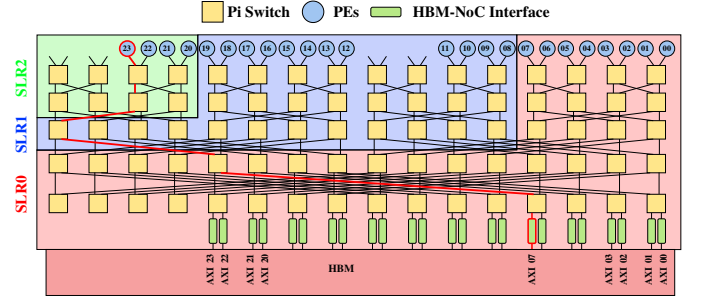 Pi Switch PEs HBM-NoC Interface
23 22 21 20 19 18 17 16 15 14 13 12 11 10 09 08 07 06 05 04 03 02 01 00
SLR2
SLR1
SLR0
AXI 23
AXI 22
AXI 21
AXI 20
AXI 07
AXI 03
AXI 02
AXI 01
AXI 00
HBM